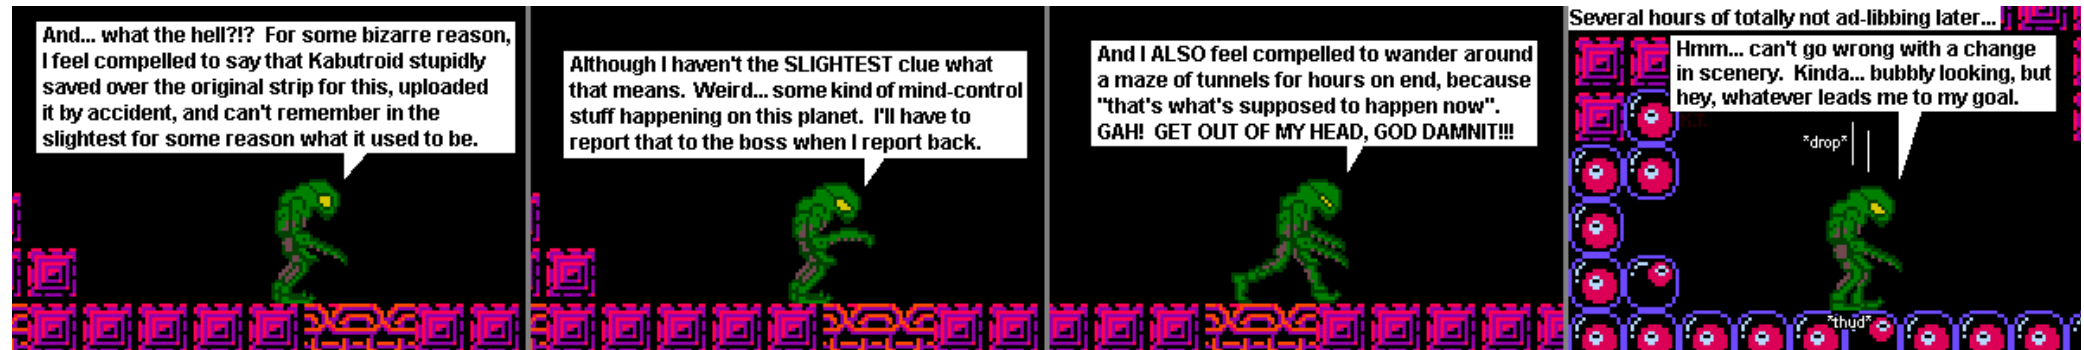 And... what the hell?!?  For some bizarre reason,
I feel compelled to say that Kabutroid stupidly
saved over the original strip for this, uploaded
it by accident, and can't remember in the
slightest for some reason what it used to be.
Although I haven't the SLIGHTEST clue what
that means.  Weird... some kind of mind-control
stuff happening on this planet.  I'll have to
report that to the boss when I report back.
And I ALSO feel compelled to wander around
a maze of tunnels for hours on end, because
"that's what's supposed to happen now".
GAH!  GET OUT OF MY HEAD, GOD DAMNIT!!!
Several hours of totally not ad-libbing later...
Hmm... can't go wrong with a change
in scenery.  Kinda... bubbly looking, but
hey, whatever leads me to my goal.
*drop*
*thud*